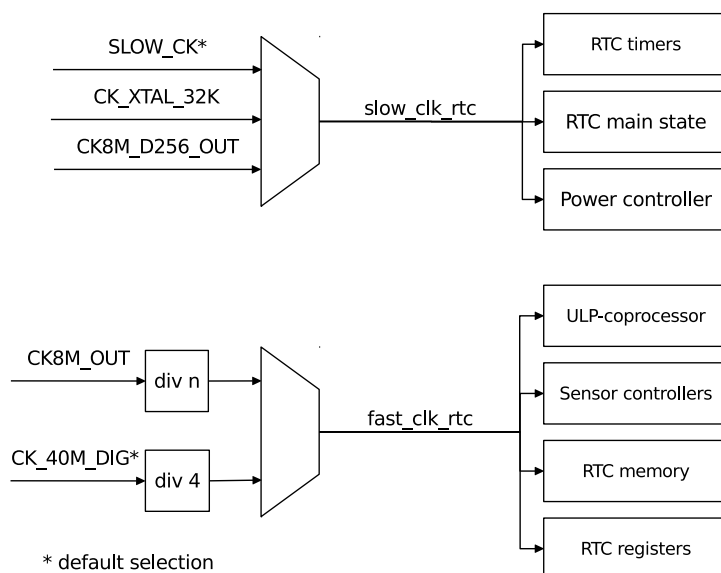 SLOW_CK*
CK_XTAL_32K
CK8M_D256_OUT
slow_clk_rtc
RTC timers
RTC main state
Power controller
CK8M_OUT
div n
CK_40M_DIG*
div 4
fast_clk_rtc
ULP-coprocessor
Sensor controllers
RTC memory
RTC registers
* default selection